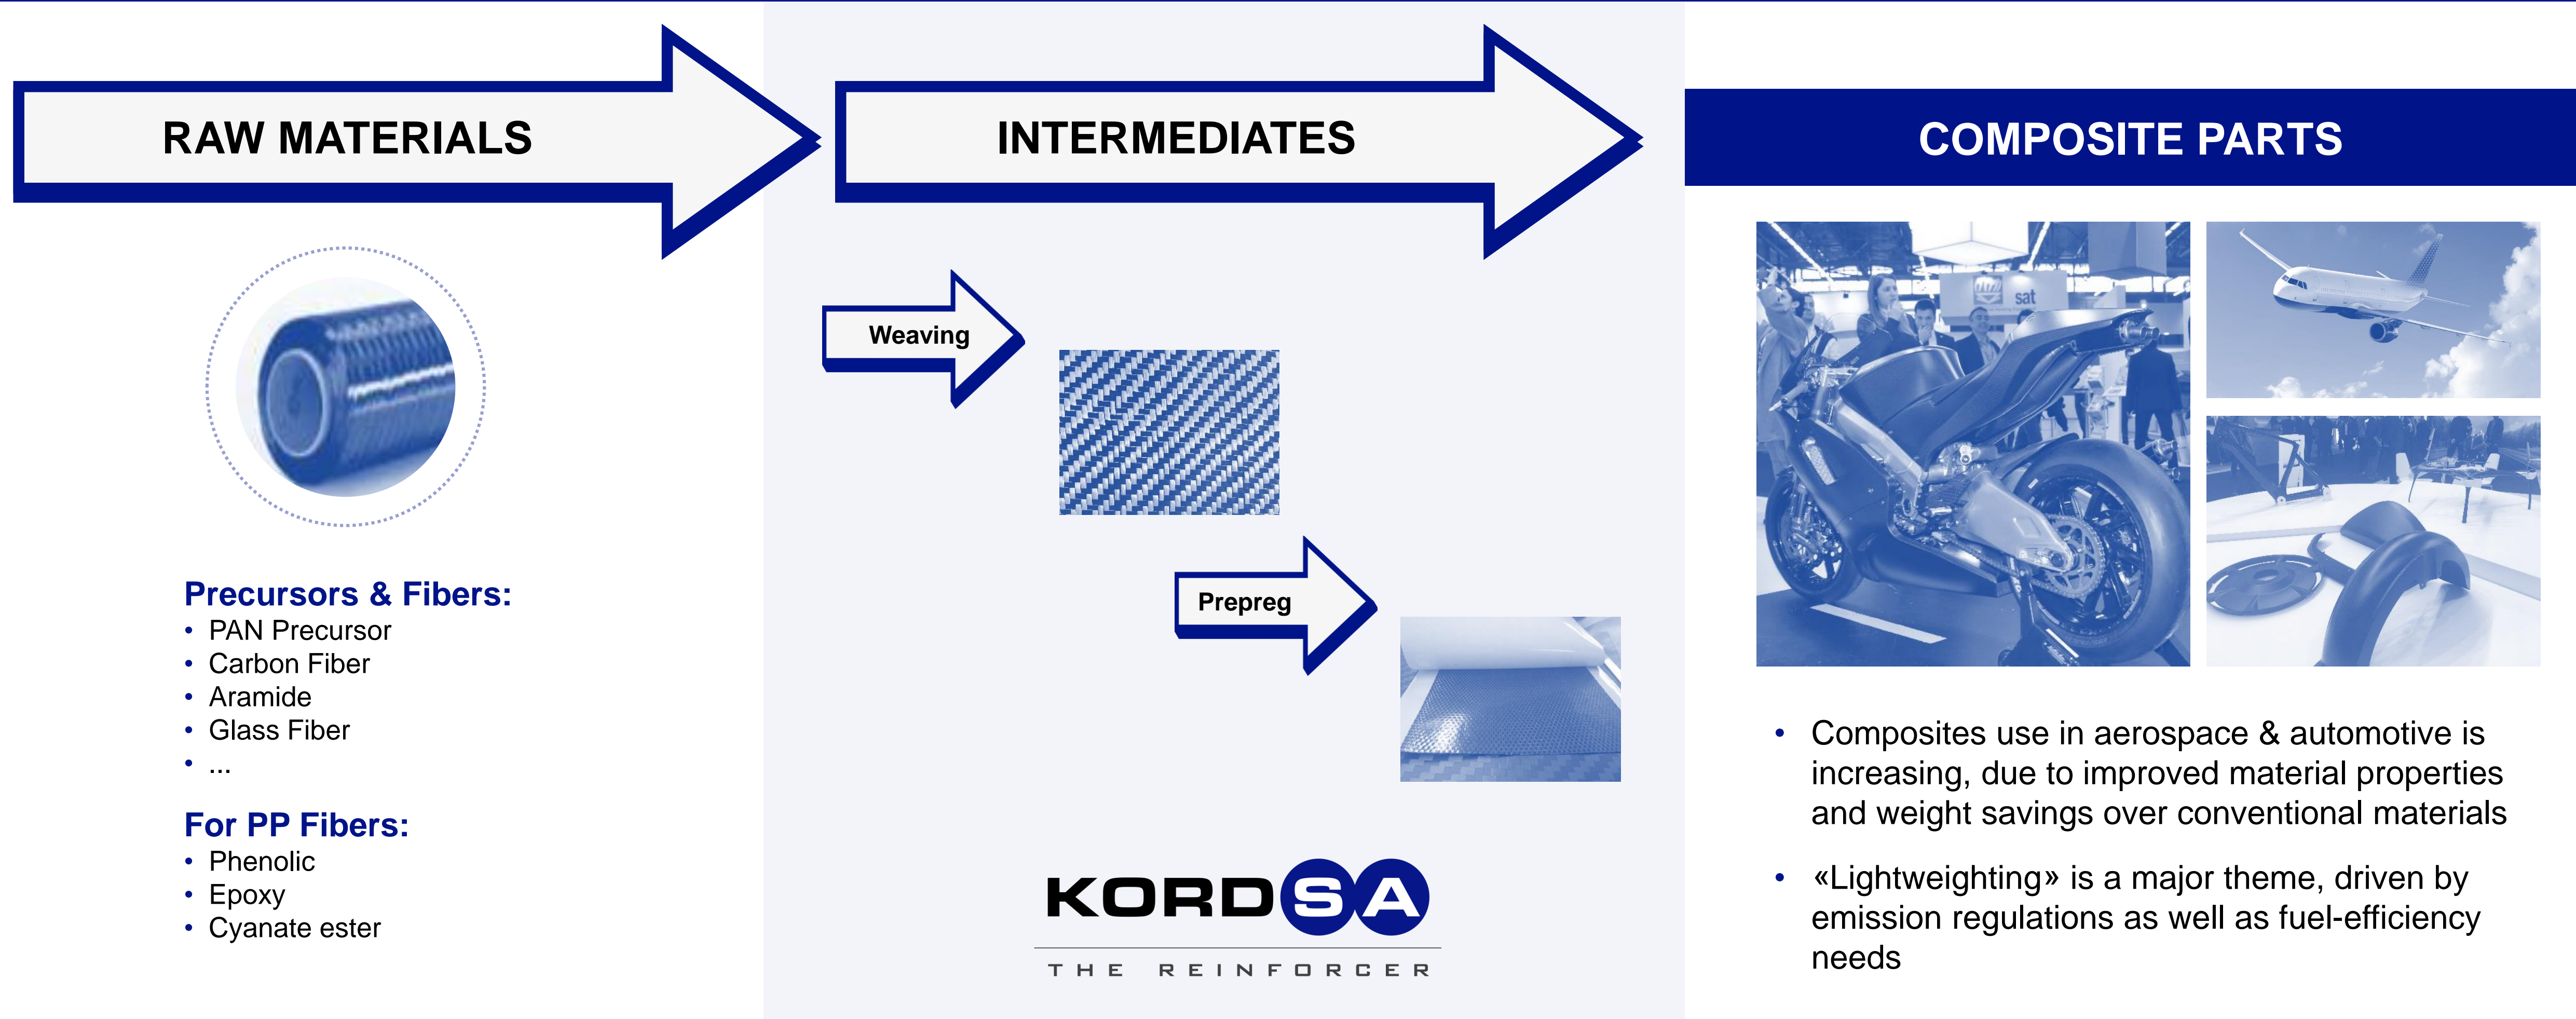 RAW MATERIALS
INTERMEDIATES
COMPOSITE PARTS
Precursors & Fibers:
• PAN Precursor
• Carbon Fiber
• Aramide
• Glass Fiber
• ...
For PP Fibers:
• Phenolic
• Epoxy
• Cyanate ester
Weaving
Prepreg
KORDSA
THE REINFORCER
sat
• Composites use in aerospace & automotive is
increasing, due to improved material properties
and weight savings over conventional materials
• «Lightweighting» is a major theme, driven by
emission regulations as well as fuel-efficiency
needs